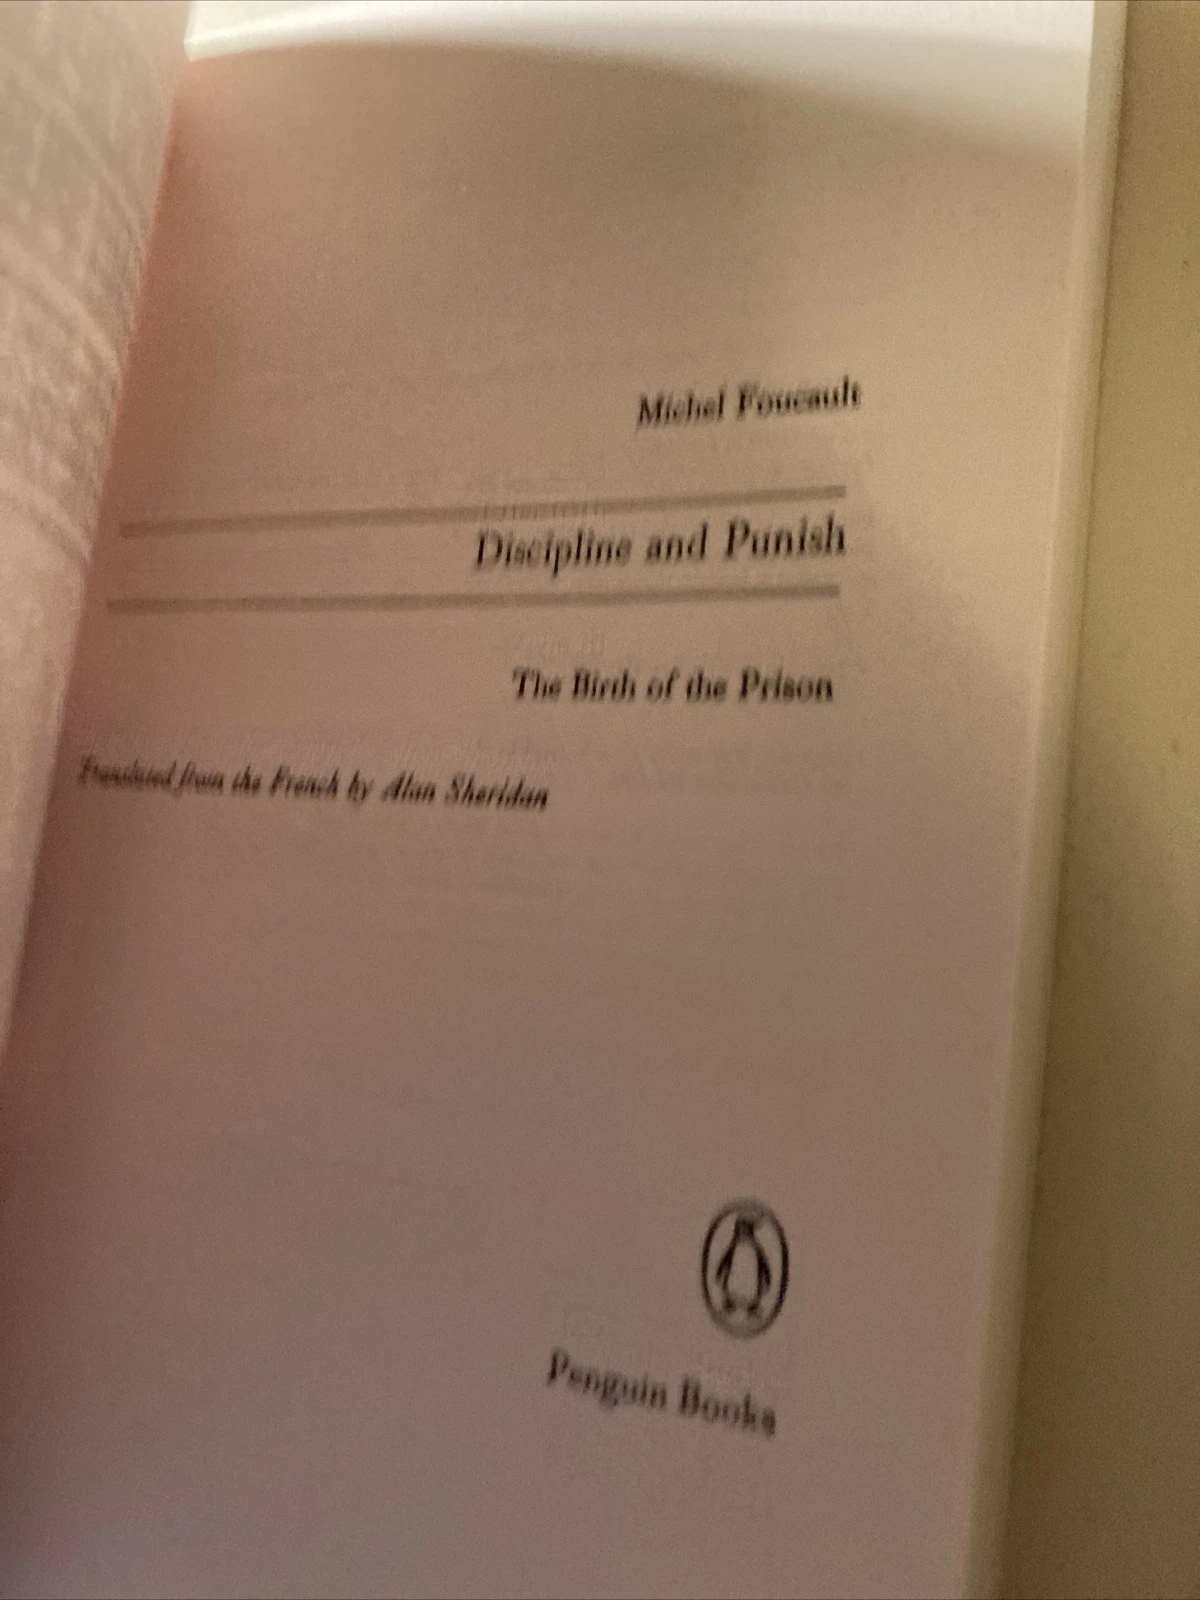 Michel Foucault
Discipline and Punish
The Birth of the Prison
Translated from the French by Alan Sheridan
Penguin Books